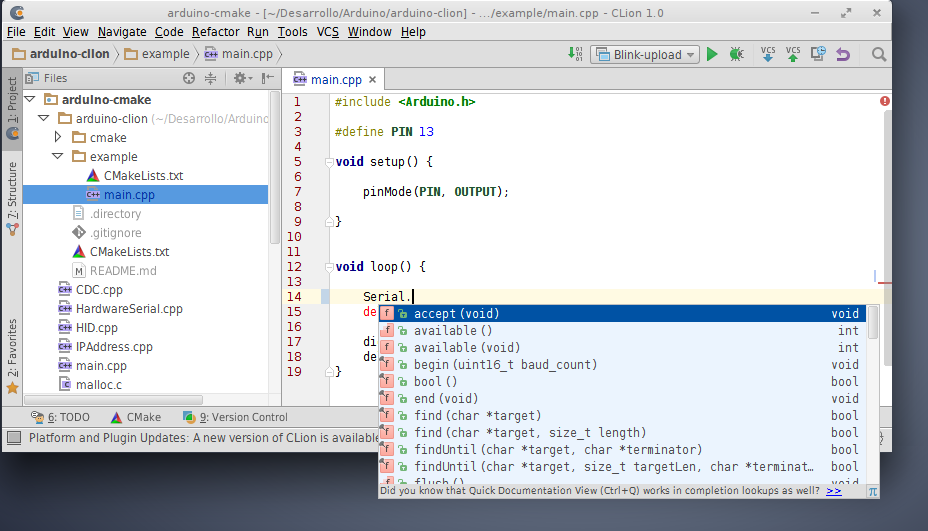 arduino-cmake - [~/Desarrollo/Arduino/arduino-clion] - .../example/main.cpp - CLion 1.0
File Edit View Navigate Code Refactor Run Tools VCS Window Help
arduino-clion example main.cpp Blink-upload VCS VCS
1: Project
7: Structure
2: Favorites
Files
arduino-cmake
arduino-clion (~/Desarrollo/Arduino
cmake
example
CMakeLists.txt
main.cpp
.directory
.gitignore
CMakeLists.txt
README.md
CDC.cpp
HardwareSerial.cpp
HID.cpp
IPAddress.cpp
main.cpp
malloc.c
main.cpp
1 #include <Arduino.h>
2
3 #define PIN 13
4
5 void setup() {
6
7 pinMode(PIN, OUTPUT);
8
9 }
10
11
12 void loop() {
13
14 Serial.
15 de
16
17 di
18 de
19 }
accept(void) void
available() int
available(void) int
begin(uint16_t baud_count) void
bool() bool
end(void) void
find(char *target) bool
find(char *target, size_t length) bool
findUntil(char *target, char *terminator) bool
findUntil(char *target, size_t targetLen, char *terminat… bool
flush() void
Did you know that Quick Documentation View (Ctrl+Q) works in completion lookups as well? >> π
6: TODO CMake 9: Version Control
Platform and Plugin Updates: A new version of CLion is available